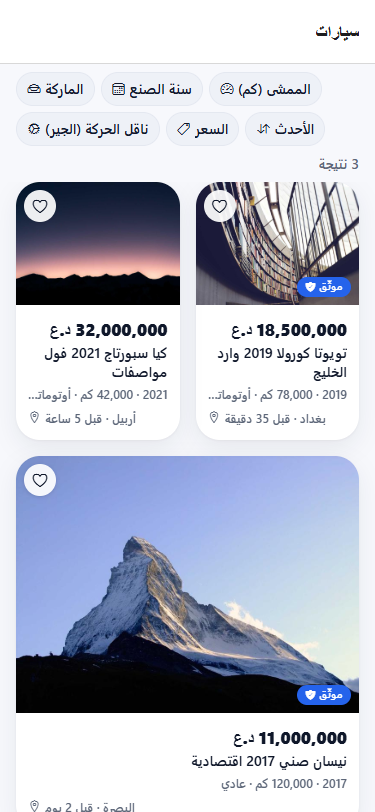 سيارات
الممشى (كم)
سنة الصنع
الماركة
الأحدث
السعر
ناقل الحركة (الجير)
3 نتيجة
موثّق
18,500,000 د.ع
تويوتا كورولا 2019 وارد
الخليج
2019 · 78,000 كم · أوتومات...
بغداد · قبل 35 دقيقة
32,000,000 د.ع
كيا سبورتاج 2021 فول
مواصفات
2021 · 42,000 كم · أوتومات...
أربيل · قبل 5 ساعة
موثّق
11,000,000 د.ع
نيسان صني 2017 اقتصادية
2017 · 120,000 كم · عادي
البصرة · قبل 2 يوم